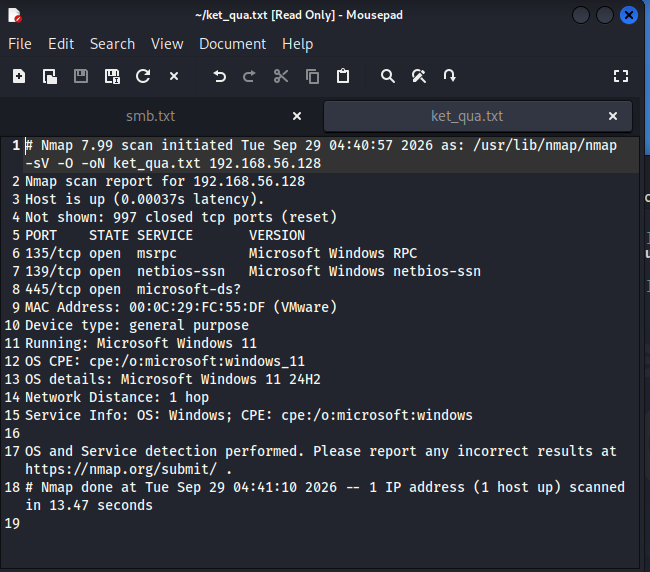 ~/ket_qua.txt [Read Only] - Mousepad
File Edit Search View Document Help
smb.txt
ket_qua.txt
1 # Nmap 7.99 scan initiated Tue Sep 29 04:40:57 2026 as: /usr/lib/nmap/nmap
-sV -O -oN ket_qua.txt 192.168.56.128
2 Nmap scan report for 192.168.56.128
3 Host is up (0.00037s latency).
4 Not shown: 997 closed tcp ports (reset)
5 PORT    STATE SERVICE       VERSION
6 135/tcp open  msrpc         Microsoft Windows RPC
7 139/tcp open  netbios-ssn   Microsoft Windows netbios-ssn
8 445/tcp open  microsoft-ds?
9 MAC Address: 00:0C:29:FC:55:DF (VMware)
10 Device type: general purpose
11 Running: Microsoft Windows 11
12 OS CPE: cpe:/o:microsoft:windows_11
13 OS details: Microsoft Windows 11 24H2
14 Network Distance: 1 hop
15 Service Info: OS: Windows; CPE: cpe:/o:microsoft:windows
16
17 OS and Service detection performed. Please report any incorrect results at
https://nmap.org/submit/ .
18 # Nmap done at Tue Sep 29 04:41:10 2026 -- 1 IP address (1 host up) scanned
in 13.47 seconds
19